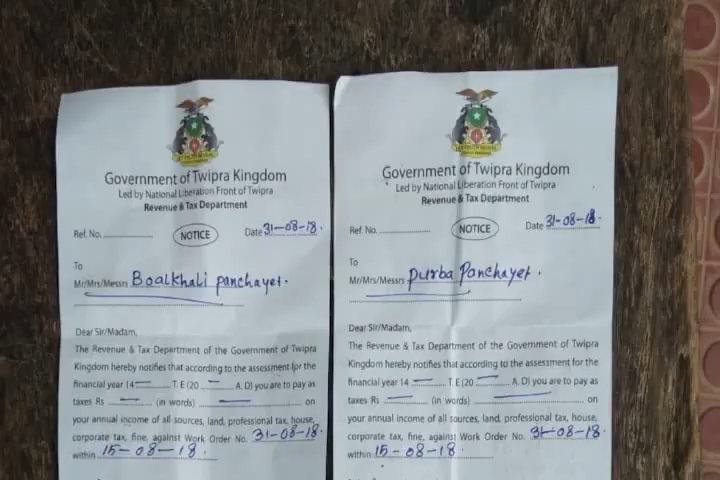 Government of Twipra Kingdom
Led by National Liberation Front of Twipra
Revenue & Tax Department
Ref. No.
NOTICE
Date 31-08-18.
To
Mr/Mrs/Messrs Boalkhali panchayet.
Dear Sir/Madam,
The Revenue & Tax Department of the Government of Twipra
Kingdom hereby notifies that according to the assessment for the
financial year 14 — T.E (20 — A.D) you are to pay as
taxes Rs — (in words) — on
your annual income of all sources, land, professional tax, house,
corporate tax, fine, against Work Order No. 31-08-18.
within 15-08-18.
Government of Twipra Kingdom
Led by National Liberation Front of Twipra
Revenue & Tax Department
Ref. No.
NOTICE
Date 31-08-18.
To
Mr/Mrs/Messrs Purba Panchayet.
Dear Sir/Madam,
The Revenue & Tax Department of the Government of Twipra
Kingdom hereby notifies that according to the assessment for the
financial year 14 — T.E (20 — A.D) you are to pay as
taxes Rs — (in words) — on
your annual income of all sources, land, professional tax, house,
corporate tax, fine, against Work Order No. 31-08-18.
within 15-08-18.